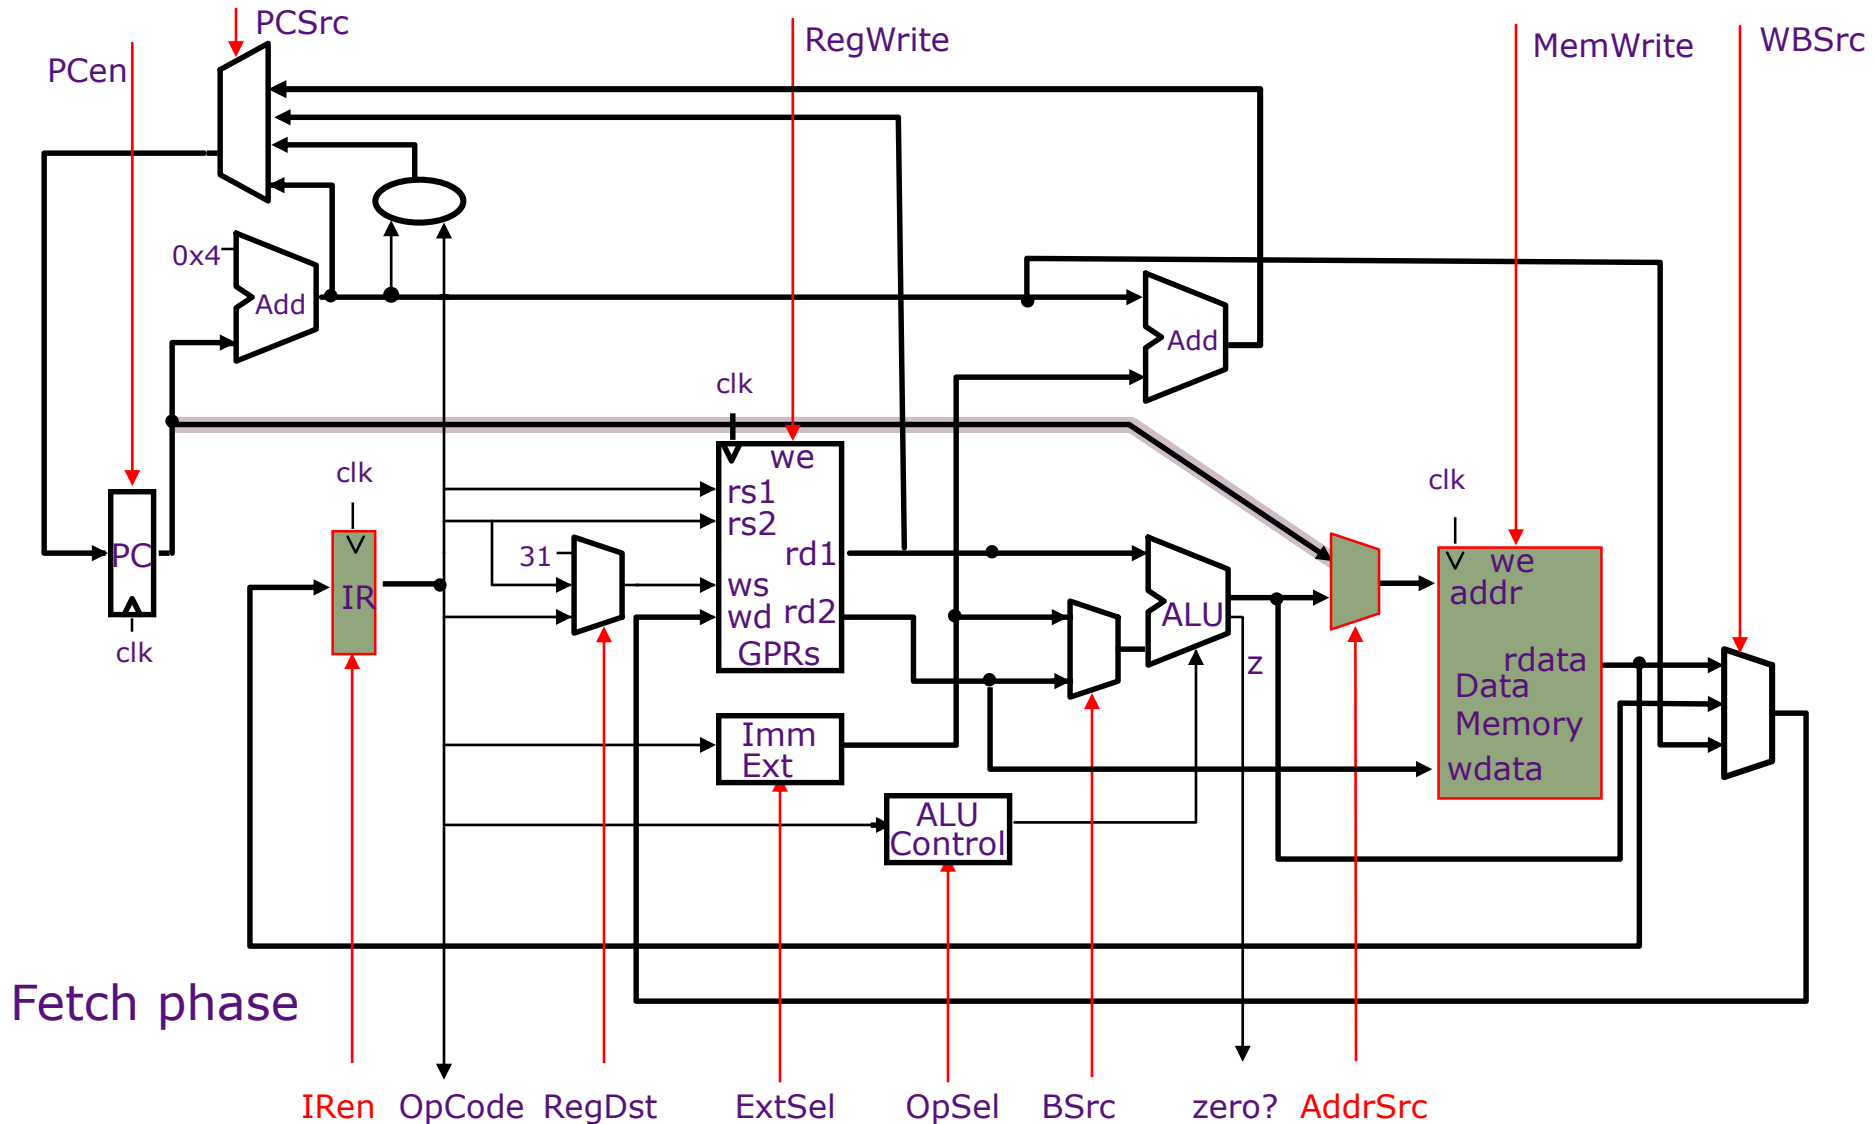 PCSrc
PCen
RegWrite
MemWrite
WBSrc
0x4
Add
Add
clk
we
clk
rs1
rs2
31
rd1
ws
wd
rd2
GPRs
PC
clk
IR
Imm
Ext
ALU
Control
ALU
z
clk
we
addr
rdata
Data
Memory
wdata
Fetch phase
IRen
OpCode
RegDst
ExtSel
OpSel
BSrc
zero?
AddrSrc